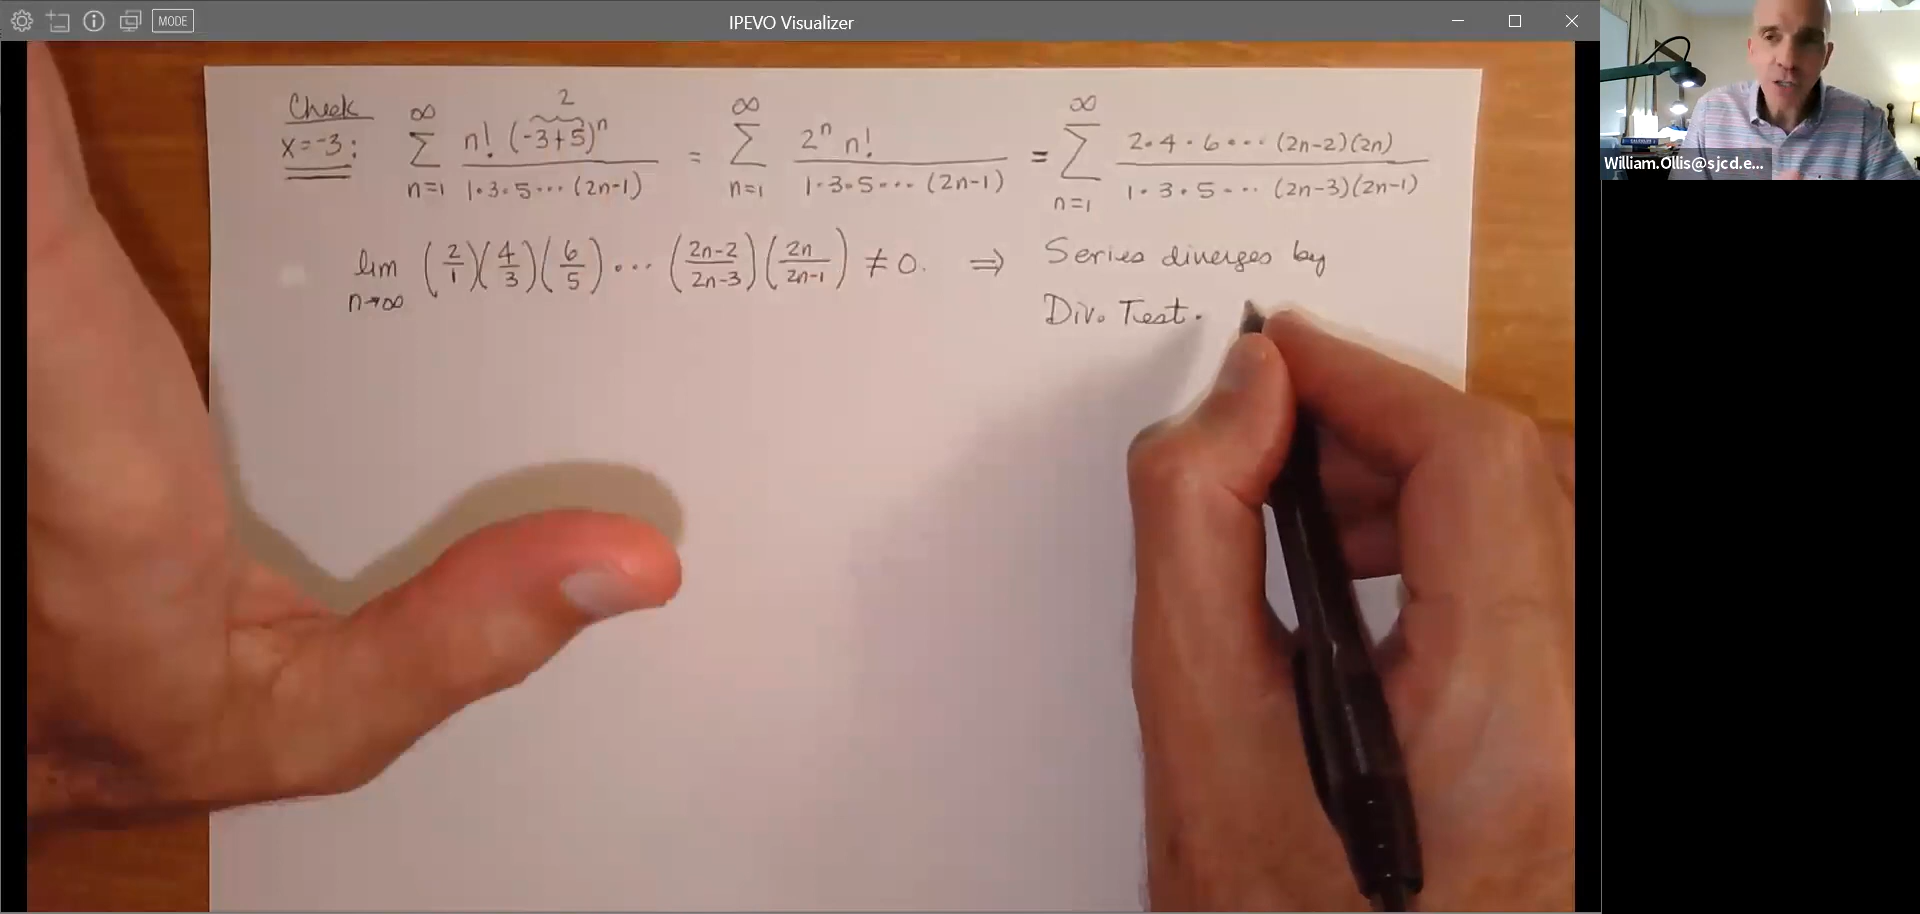 MODE
IPEVO Visualizer
William.Ollis@sjcd.e...
Check
x=-3:
∞ ∑ n=1 n! (-3+5)^n / 1·3·5··· (2n-1) = ∞ ∑ n=1 2^n n! / 1·3·5··· (2n-1) = ∞ ∑ n=1 2·4·6··· (2n-2)(2n) / 1·3·5··· (2n-3)(2n-1)
2
lim n→∞ (2/1)(4/3)(6/5)···((2n-2)/(2n-3))(2n/(2n-1)) ≠ 0. ⇒ Series diverges by
Div. Test.